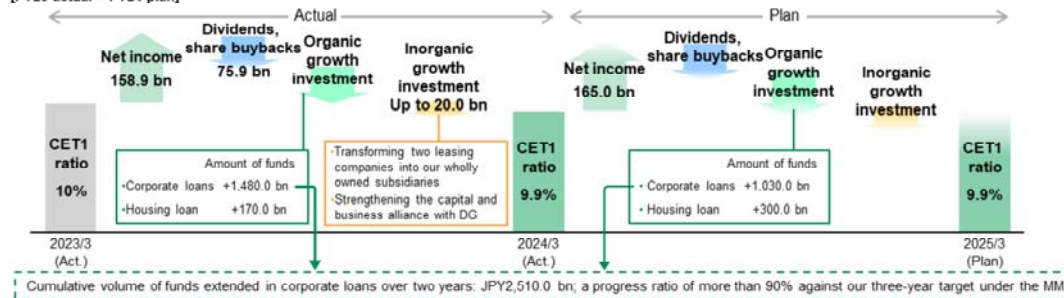 Actual
Plan
Net income
158.9 bn
Dividends,
share buybacks
75.9 bn
Organic
growth
investment
Inorganic
growth
investment
Up to 20.0 bn
Net income
165.0 bn
Dividends,
share buybacks
Organic
growth
investment
Inorganic
growth
investment
CET1
ratio
10%
Amount of funds
•Corporate loans +1,480.0 bn
•Housing loan +170.0 bn
•Transforming two leasing
companies into our wholly
owned subsidiaries
•Strengthening the capital and
business alliance with DG
CET1
ratio
9.9%
Amount of funds
• Corporate loans +1.030.0 bn
• Housing loan +300.0 bn
CET1
ratio
9.9%
2023/3
(Act.)
2024/3
(Act.)
2025/3
(Plan)
Cumulative volume of funds extended in corporate loans over two years: JPY2,510.0 bn; a progress ratio of more than 90% against our three-year target under the